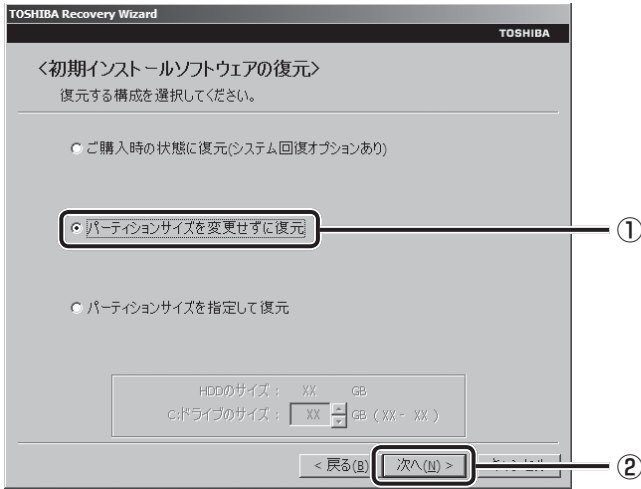 TOSHIBA Recovery Wizard
TOSHIBA
<初期インストールソフトウェアの復元>
復元する構成を選択してください。
ご購入時の状態に復元(システム回復オプションあり)
パーティションサイズを変更せずに復元
①
パーティションサイズを指定して復元
HDDのサイズ : XX GB
C:ドライブのサイズ : XX GB ( XX - XX )
< 戻る(B) 次へ(N) >
②